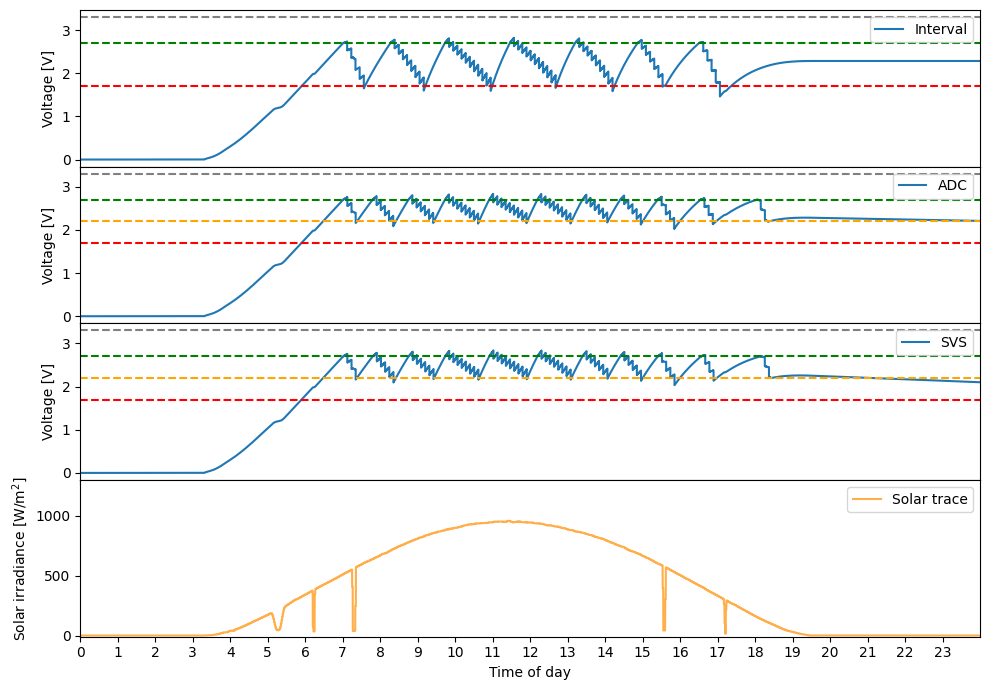 Interval
3
2
1
0
Voltage [V]
ADC
3
2
1
0
Voltage [V]
SVS
3
2
1
0
Voltage [V]
Solar trace
1000
500
0
Solar irradiance [W/m²]
0 1 2 3 4 5 6 7 8 9 10 11 12 13 14 15 16 17 18 19 20 21 22 23
Time of day